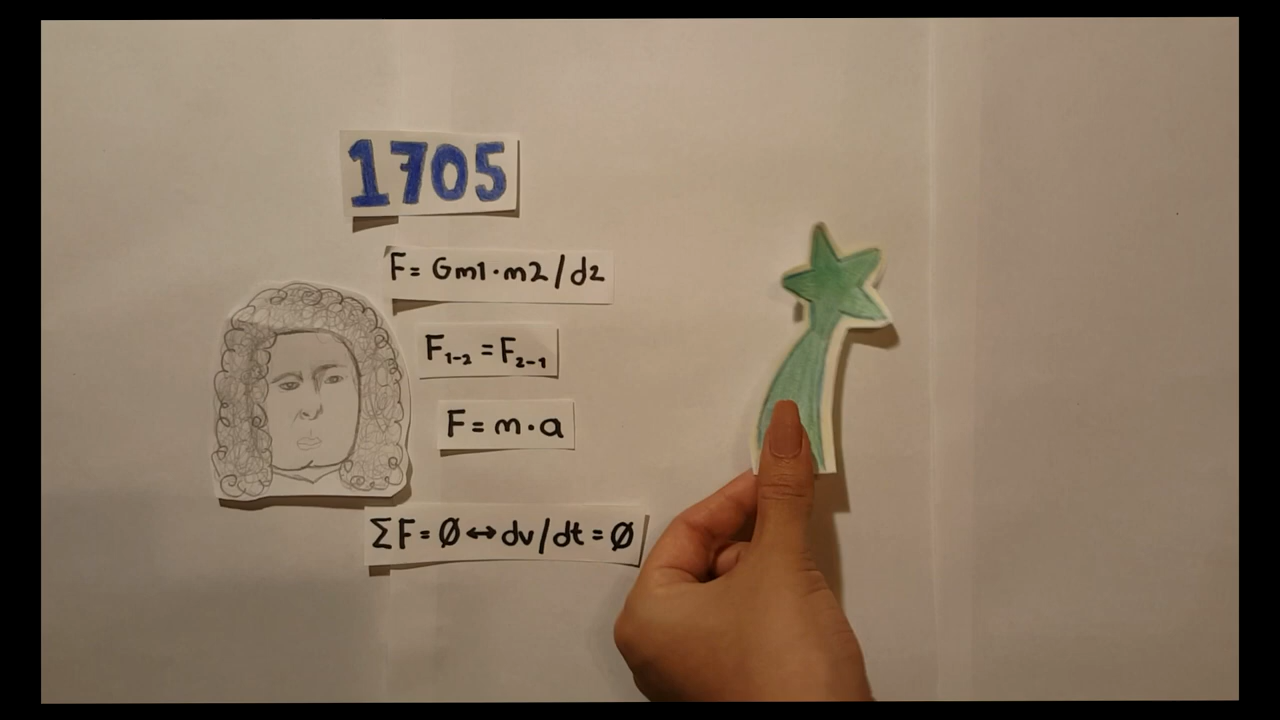 1705
F= Gm1·m2/d2
F₁₋₂ = F₂₋₁
F= m·a
ΣF=Ø↔dv/dt=Ø